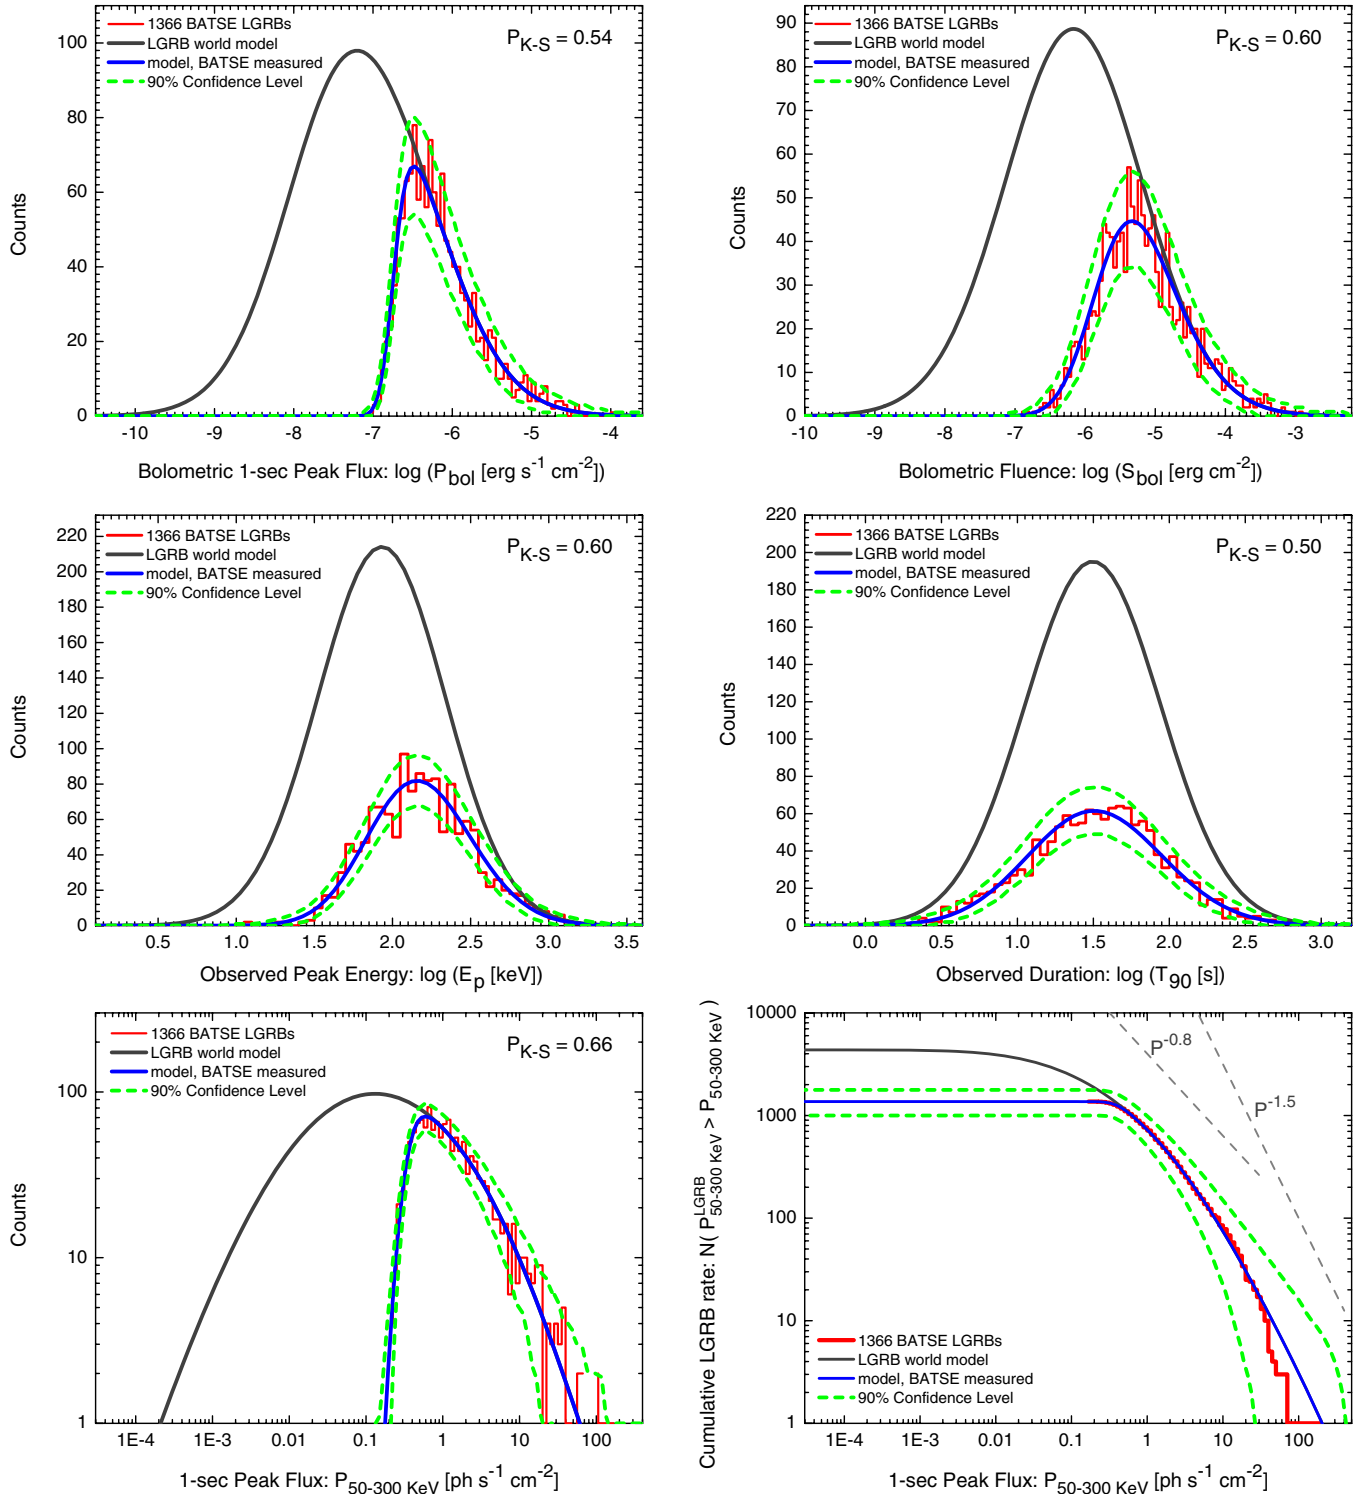 1366 BATSE LGRBs
LGRB world model
model, BATSE measured
90% Confidence Level
P_K-S = 0.54
100
80
60
40
20
0
Counts
-10 -9 -8 -7 -6 -5 -4
Bolometric 1-sec Peak Flux: log (P_bol [erg s^-1 cm^-2])
1366 BATSE LGRBs
LGRB world model
model, BATSE measured
90% Confidence Level
P_K-S = 0.60
90
80
70
60
50
40
30
20
10
0
Counts
-10 -9 -8 -7 -6 -5 -4 -3
Bolometric Fluence: log (S_bol [erg cm^-2])
1366 BATSE LGRBs
LGRB world model
model, BATSE measured
90% Confidence Level
P_K-S = 0.60
220
200
180
160
140
120
100
80
60
40
20
0
Counts
0.5 1.0 1.5 2.0 2.5 3.0 3.5
Observed Peak Energy: log (E_p [keV])
1366 BATSE LGRBs
LGRB world model
model, BATSE measured
90% Confidence Level
P_K-S = 0.50
220
200
180
160
140
120
100
80
60
40
20
0
Counts
0.0 0.5 1.0 1.5 2.0 2.5 3.0
Observed Duration: log (T_90 [s])
1366 BATSE LGRBs
LGRB world model
model, BATSE measured
90% Confidence Level
P_K-S = 0.66
100
10
1
Counts
1E-4 1E-3 0.01 0.1 1 10 100
1-sec Peak Flux: P_50-300 KeV [ph s^-1 cm^-2]
P^-0.8
P^-1.5
10000
1000
100
10
1
Cumulative LGRB rate: N( P^LGRB_50-300 KeV > P_50-300 KeV )
1366 BATSE LGRBs
LGRB world model
model, BATSE measured
90% Confidence Level
1E-4 1E-3 0.01 0.1 1 10 100
1-sec Peak Flux: P_50-300 KeV [ph s^-1 cm^-2]